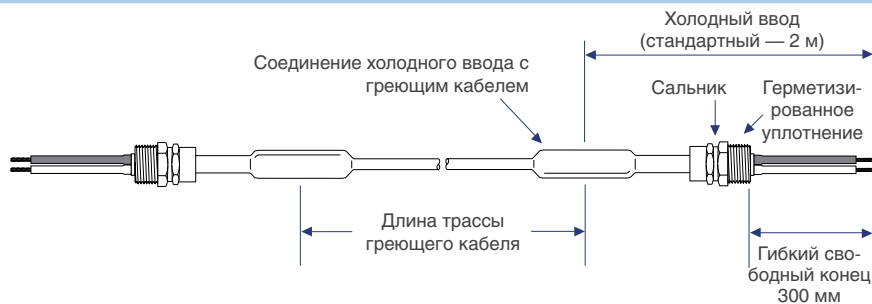 Холодный ввод
(стандартный — 2 м)
Соединение холодного ввода с
греющим кабелем
Сальник
Герметизи-
рованное
уплотнение
Длина трассы
греющего кабеля
Гибкий сво-
бодный конец
300 мм